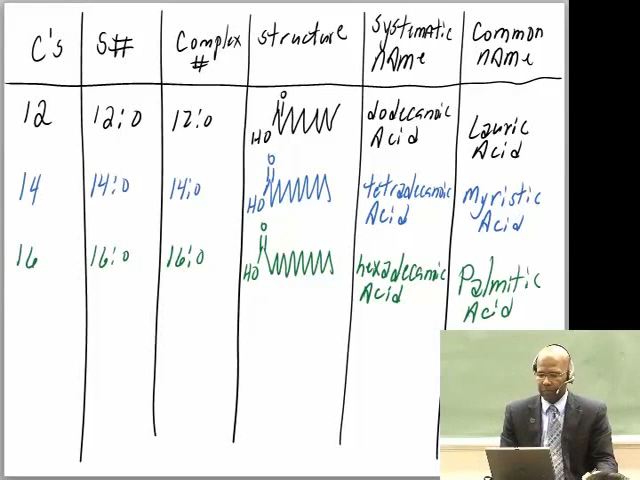 C's S# Complex # structure Systematic NAMe Common NAMe
12 12:0 12:0 O HO dodecanoic Acid Lauric Acid
14 14:0 14:0 O HO tetradecanoic Acid Myristic Acid
16 16:0 16:0 O HO hexadecanoic Acid Palmitic Acid